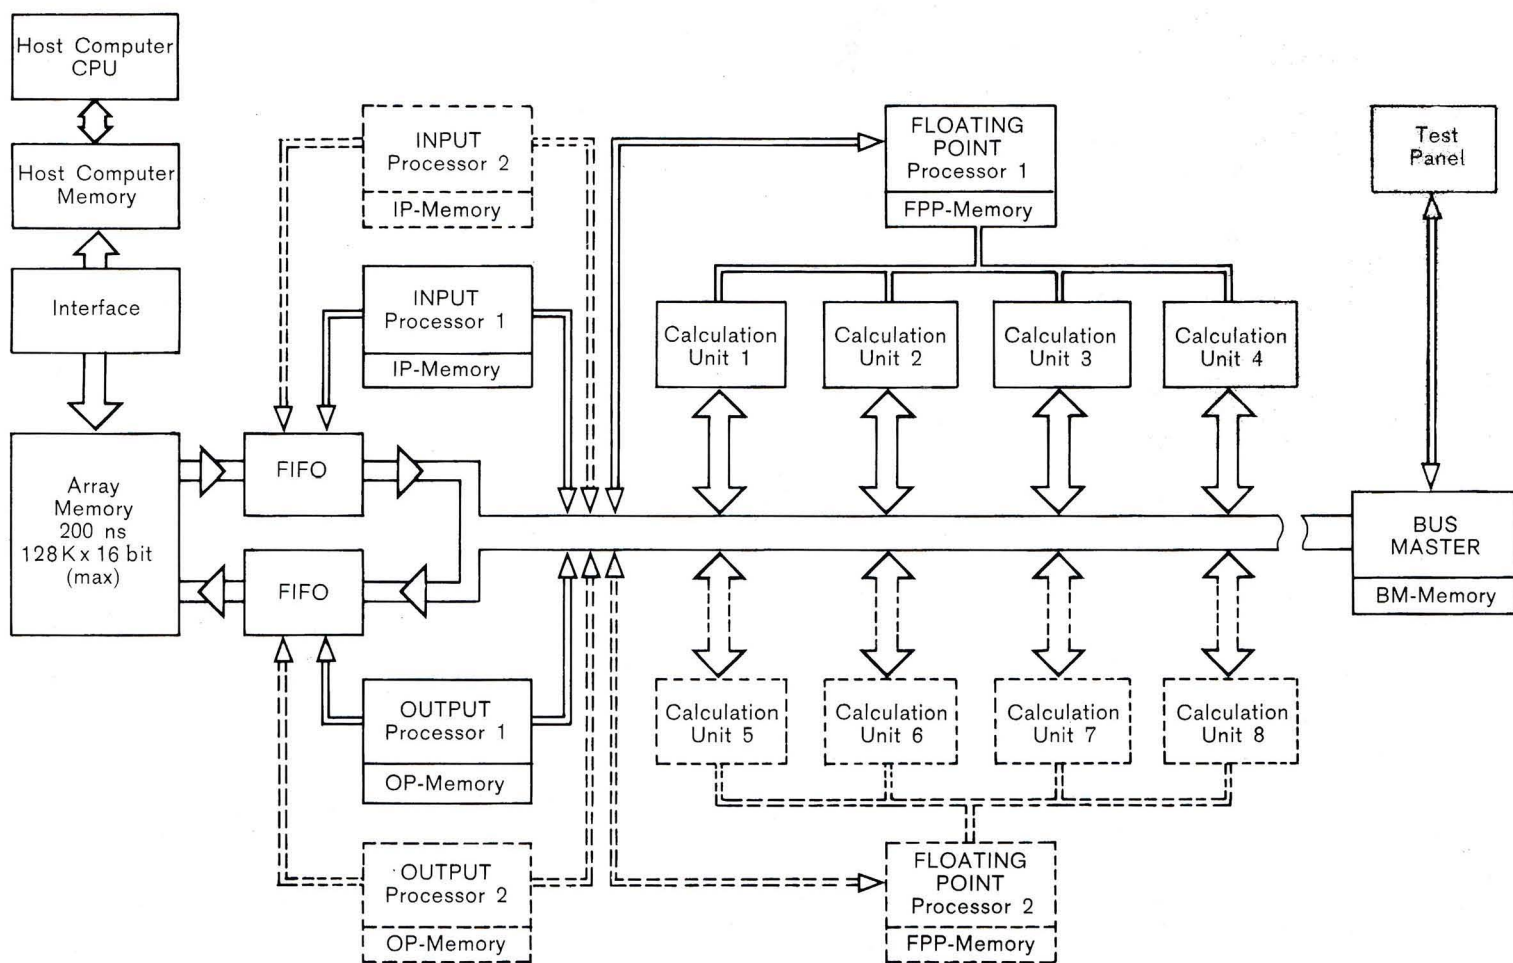 Host Computer
CPU
Host Computer
Memory
Interface
Array
Memory
200 ns
128K x 16 bit
(max)
FIFO
FIFO
INPUT
Processor 2
IP-Memory
INPUT
Processor 1
IP-Memory
OUTPUT
Processor 1
OP-Memory
OUTPUT
Processor 2
OP-Memory
FLOATING
POINT
Processor 1
FPP-Memory
Calculation
Unit 1
Calculation
Unit 2
Calculation
Unit 3
Calculation
Unit 4
Calculation
Unit 5
Calculation
Unit 6
Calculation
Unit 7
Calculation
Unit 8
FLOATING
POINT
Processor 2
FPP-Memory
Test
Panel
BUS
MASTER
BM-Memory